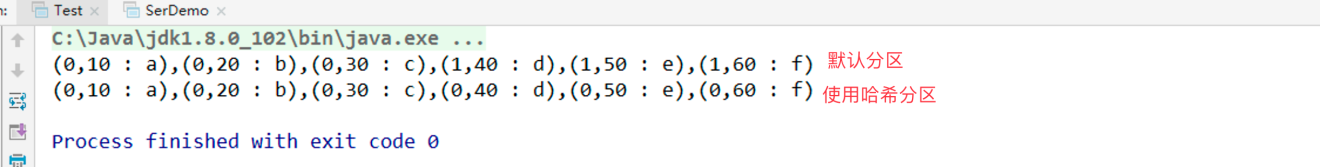 n: Test × SerDemo ×
C:\Java\jdk1.8.0_102\bin\java.exe ...
(0,10 : a),(0,20 : b),(0,30 : c),(1,40 : d),(1,50 : e),(1,60 : f) 默认分区
(0,10 : a),(0,20 : b),(0,30 : c),(0,40 : d),(0,50 : e),(0,60 : f) 使用哈希分区
Process finished with exit code 0